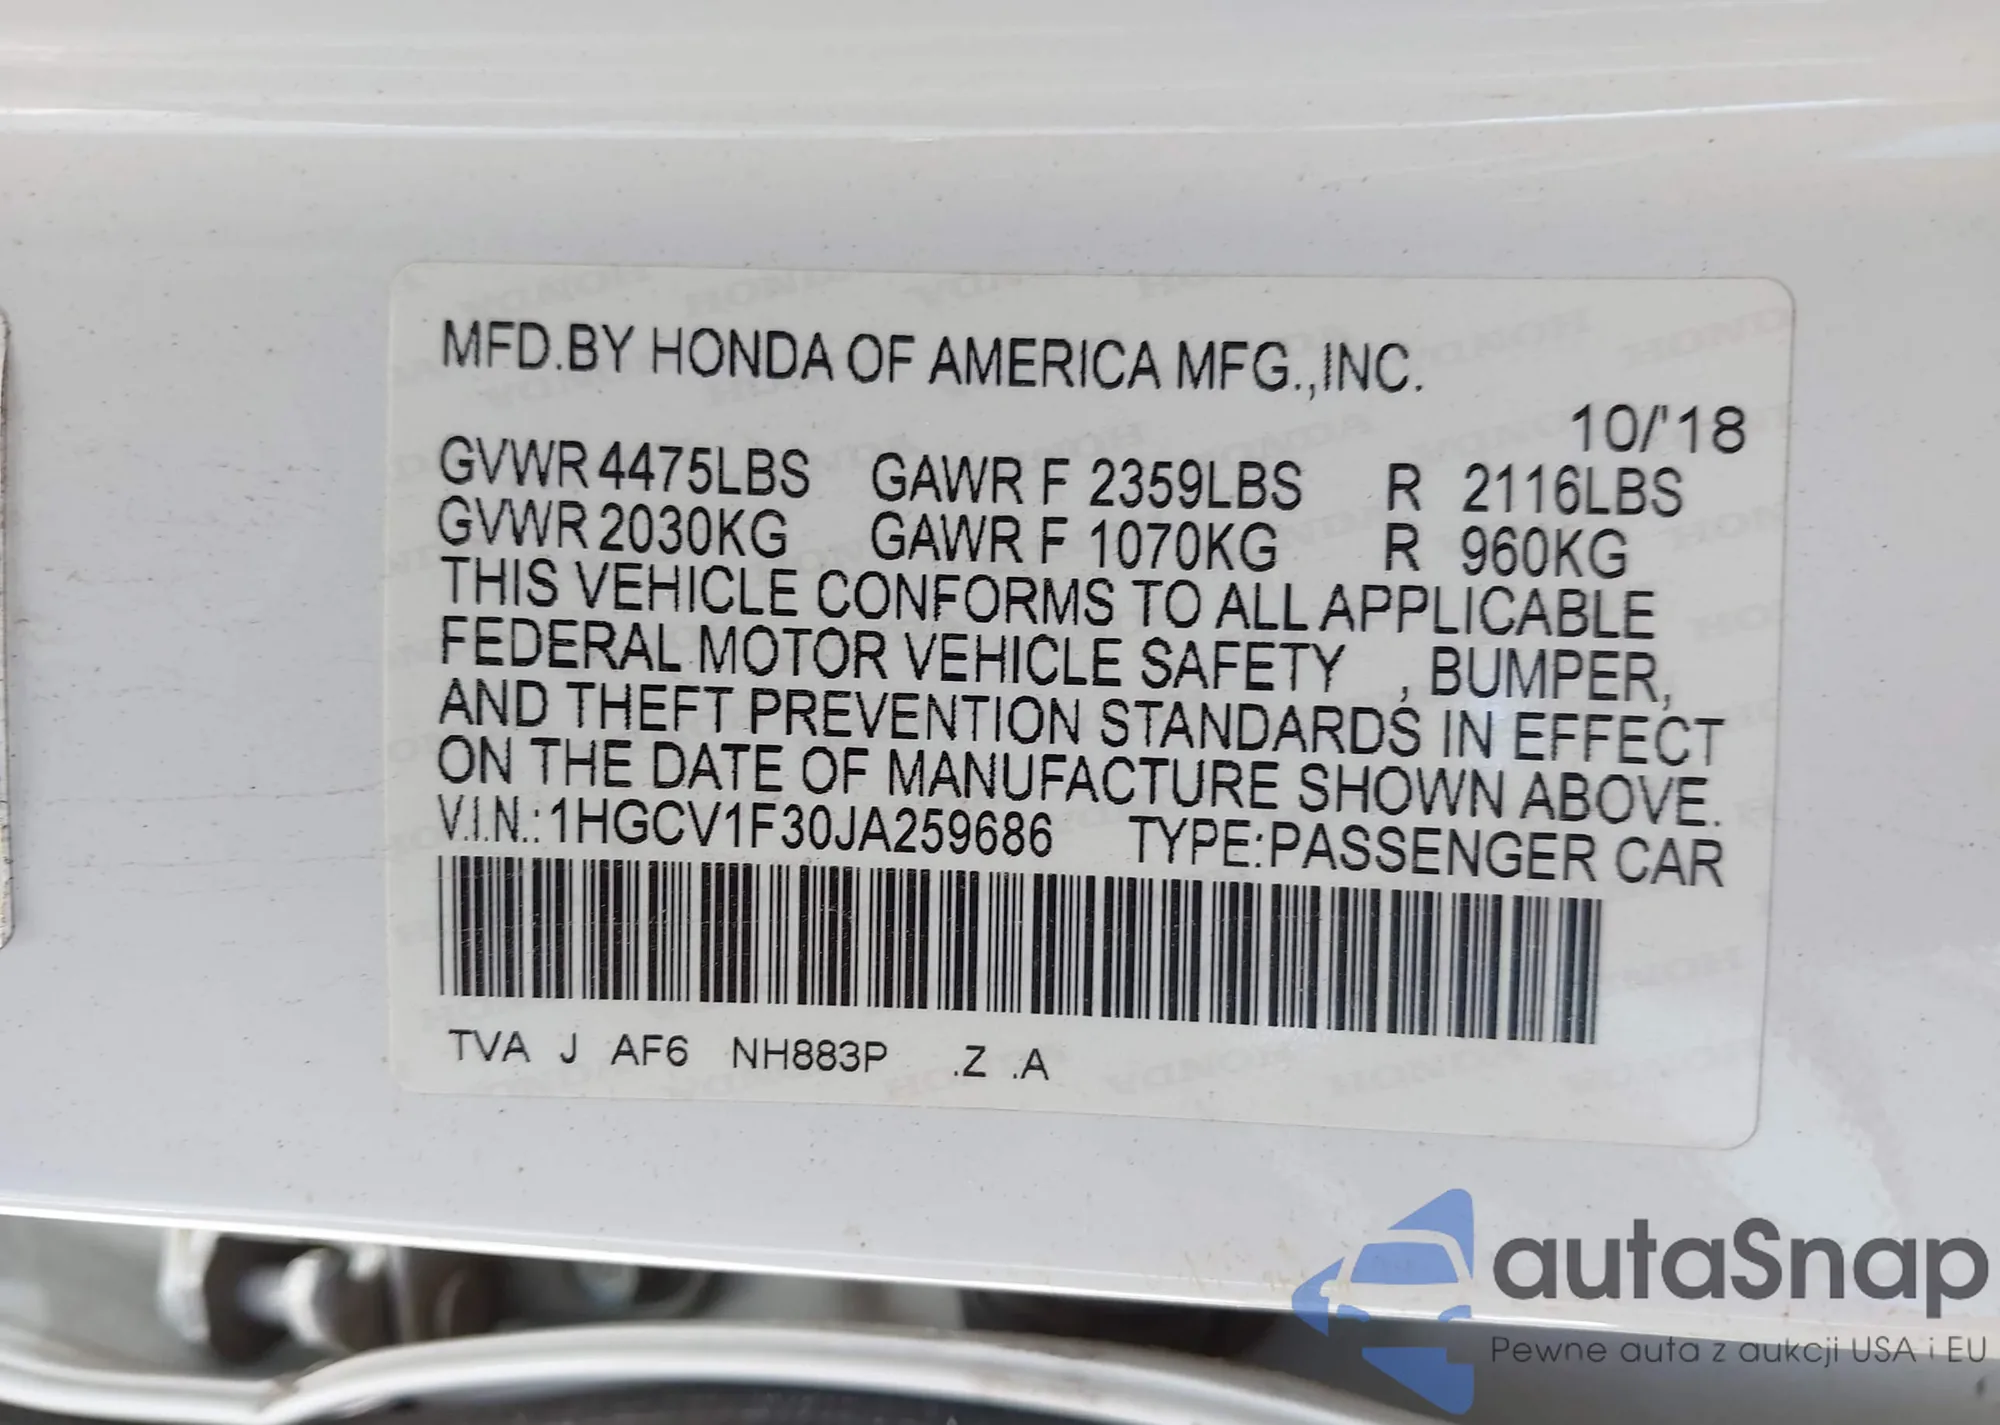 MFD.BY HONDA OF AMERICA MFG.,INC.
10/'18
GVWR 4475LBS GAWR F 2359LBS R 2116LBS
GVWR 2030KG GAWR F 1070KG R 960KG
THIS VEHICLE CONFORMS TO ALL APPLICABLE
FEDERAL MOTOR VEHICLE SAFETY , BUMPER,
AND THEFT PREVENTION STANDARDS IN EFFECT
ON THE DATE OF MANUFACTURE SHOWN ABOVE.
V.I.N.: 1HGCV1F30JA259686 TYPE:PASSENGER CAR
TVA J AF6 NH883P .Z .A
autaSnap
Pewne auta z aukcji USA i EU